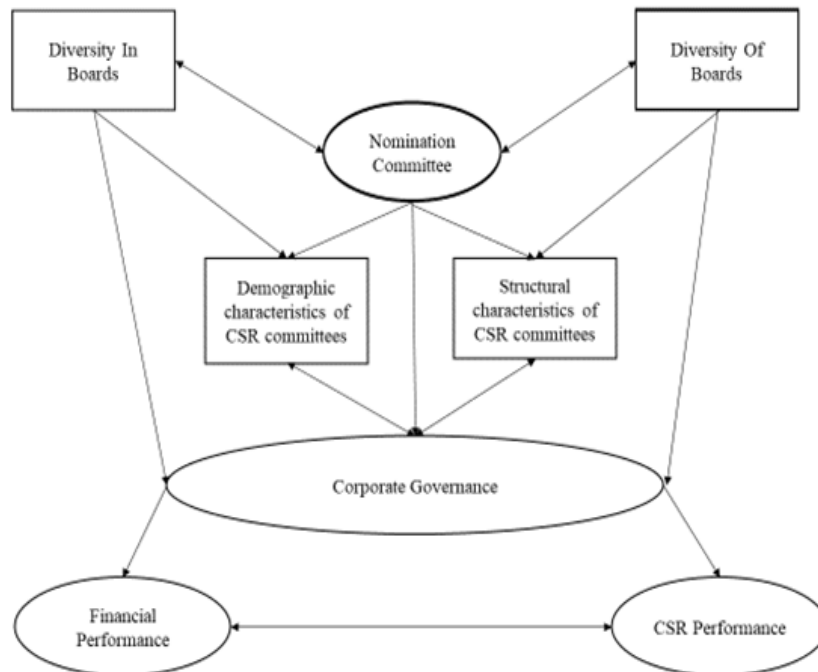 Diversity In
Boards
Diversity Of
Boards
Nomination
Committee
Demographic
characteristics of
CSR committees
Structural
characteristics of
CSR committees
Corporate Governance
Financial
Performance
CSR Performance